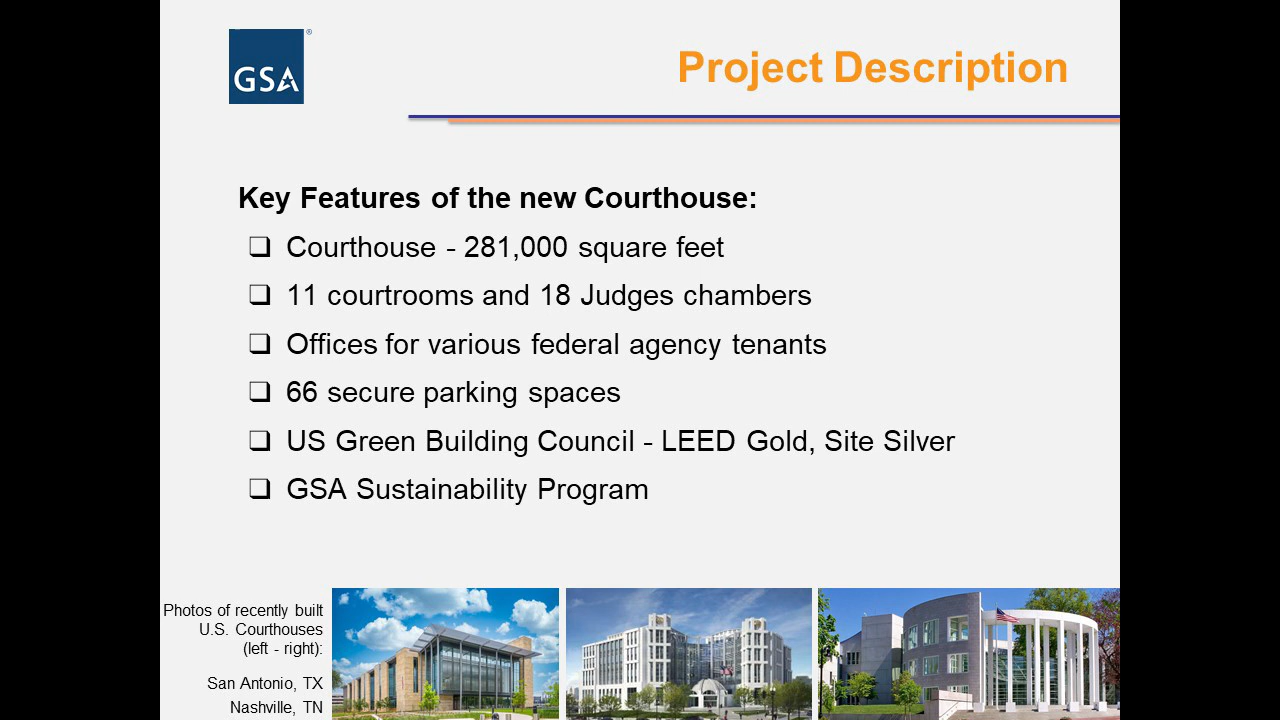 GSA®
Project Description
Key Features of the new Courthouse:
❑ Courthouse - 281,000 square feet
❑ 11 courtrooms and 18 Judges chambers
❑ Offices for various federal agency tenants
❑ 66 secure parking spaces
❑ US Green Building Council - LEED Gold, Site Silver
❑ GSA Sustainability Program
Photos of recently built
U.S. Courthouses
(left - right):
San Antonio, TX
Nashville, TN